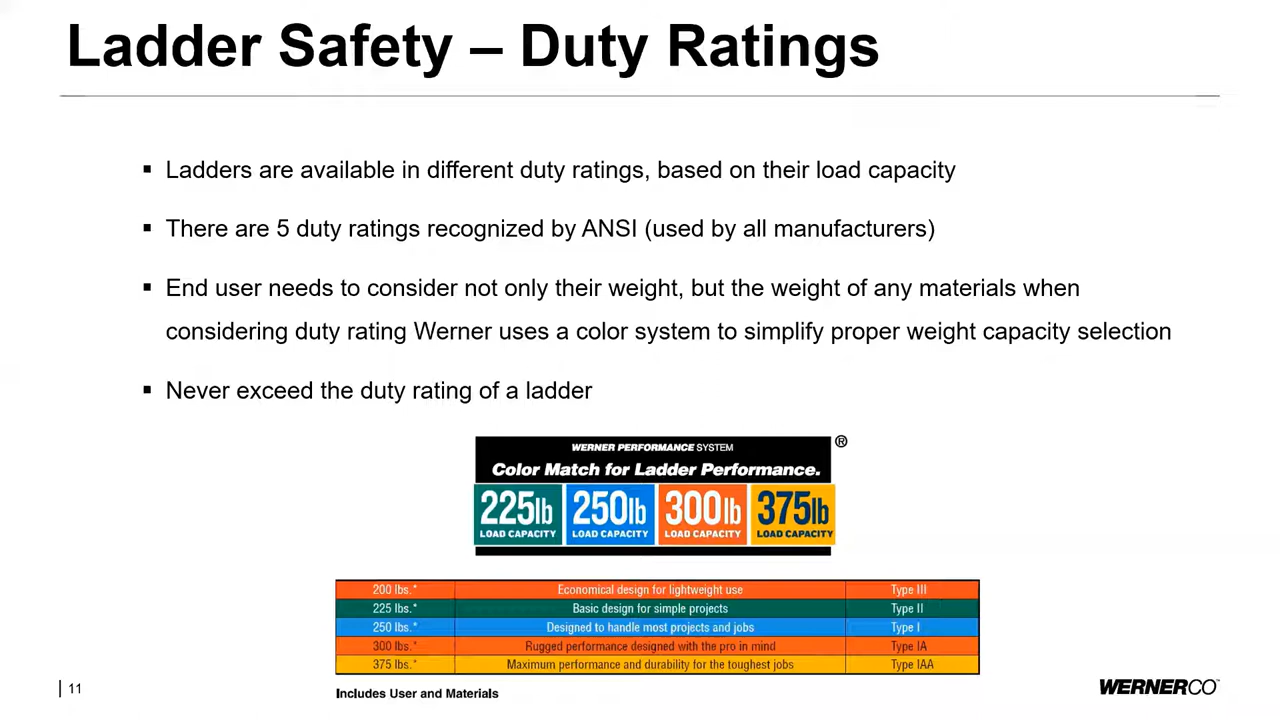 Ladder Safety – Duty Ratings
▪ Ladders are available in different duty ratings, based on their load capacity
▪ There are 5 duty ratings recognized by ANSI (used by all manufacturers)
▪ End user needs to consider not only their weight, but the weight of any materials when
considering duty rating Werner uses a color system to simplify proper weight capacity selection
▪ Never exceed the duty rating of a ladder
WERNER PERFORMANCE SYSTEM ®
Color Match for Ladder Performance.
225lb 250lb 300lb 375lb
LOAD CAPACITY LOAD CAPACITY LOAD CAPACITY LOAD CAPACITY
200 lbs.* Economical design for lightweight use Type III
225 lbs.* Basic design for simple projects Type II
250 lbs.* Designed to handle most projects and jobs Type I
300 lbs.* Rugged performance designed with the pro in mind Type IA
375 lbs.* Maximum performance and durability for the toughest jobs Type IAA
Includes User and Materials
11
WERNERCO™